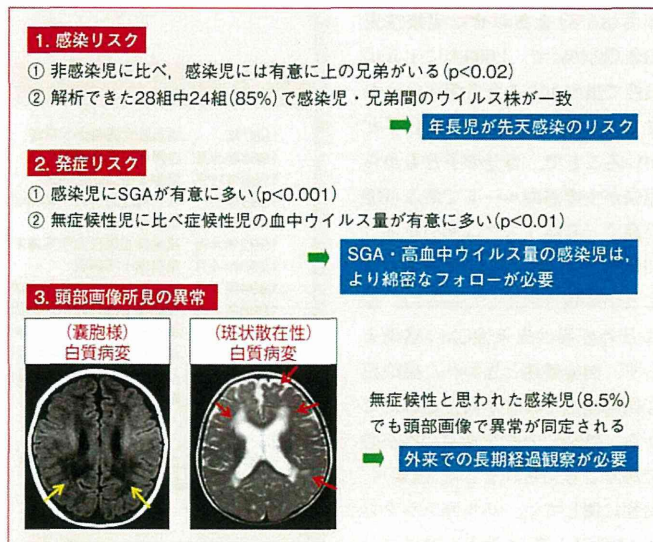 1. 感染リスク
① 非感染児に比べ，感染児には有意に上の兄弟がいる(p<0.02)
② 解析できた28組中24組(85%)で感染児・兄弟間のウイルス株が一致
年長児が先天感染のリスク
2. 発症リスク
① 感染児にSGAが有意に多い(p<0.001)
② 無症候性児に比べ症候性児の血中ウイルス量が有意に多い(p<0.01)
SGA・高血中ウイルス量の感染児は，
より綿密なフォローが必要
3. 頭部画像所見の異常
(嚢胞様)
白質病変
(斑状散在性)
白質病変
無症候性と思われた感染児(8.5%)
でも頭部画像で異常が同定される
外来での長期経過観察が必要